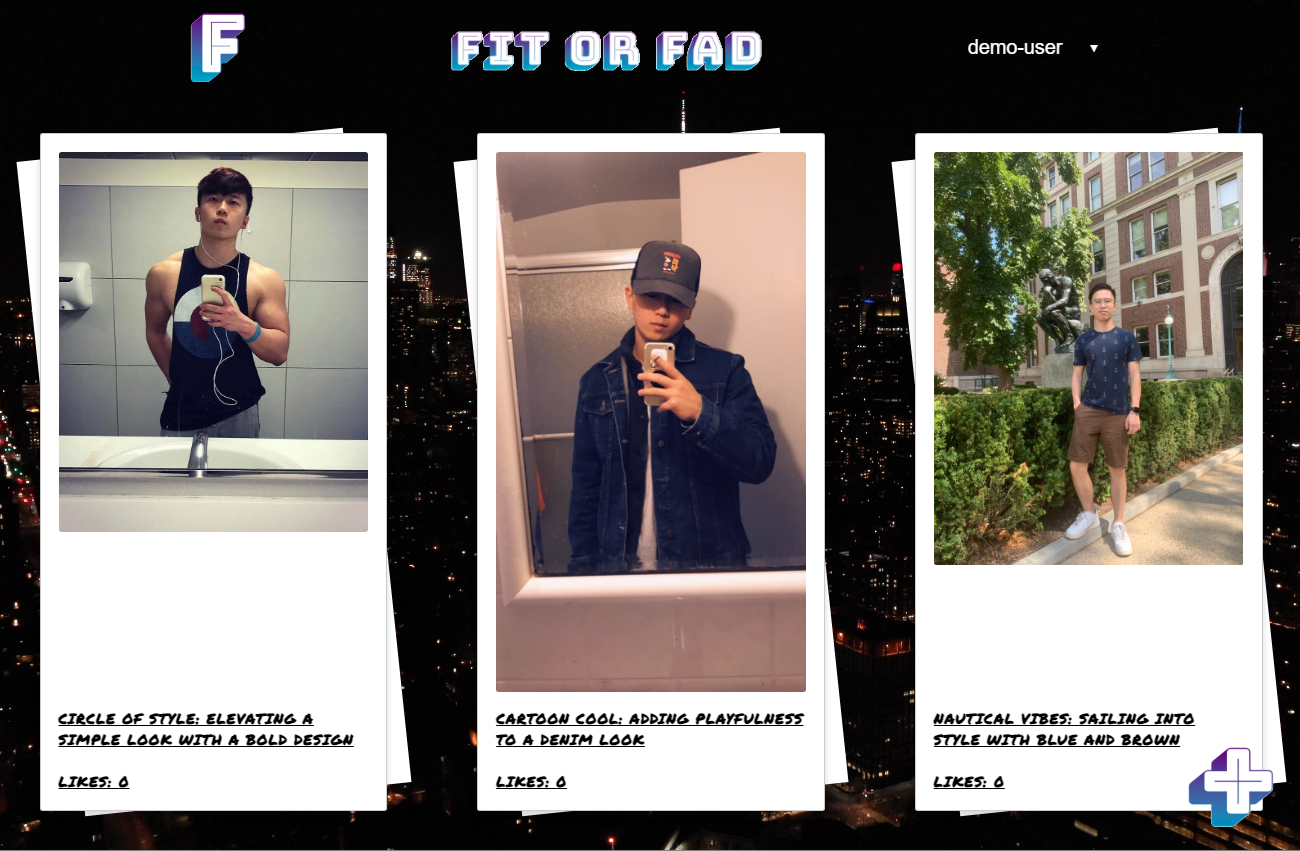 F
FIT OR FAD
demo-user ▼
CIRCLE OF STYLE: ELEVATING A
SIMPLE LOOK WITH A BOLD DESIGN
LIKES: 0
CARTOON COOL: ADDING PLAYFULNESS
TO A DENIM LOOK
LIKES: 0
NAUTICAL VIBES: SAILING INTO
STYLE WITH BLUE AND BROWN
LIKES: 0